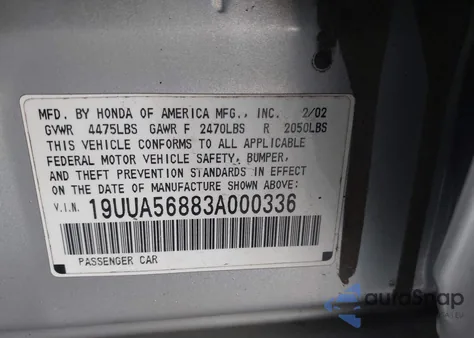 MFD. BY HONDA OF AMERICA MFG., INC. 2/02
GVWR 4475LBS GAWR F 2470LBS R 2050LBS
THIS VEHICLE CONFORMS TO ALL APPLICABLE
FEDERAL MOTOR VEHICLE SAFETY, BUMPER,
AND THEFT PREVENTION STANDARDS IN EFFECT
ON THE DATE OF MANUFACTURE SHOWN ABOVE:
V.I.N. 19UUA56883A000336
PASSENGER CAR
autoSnap